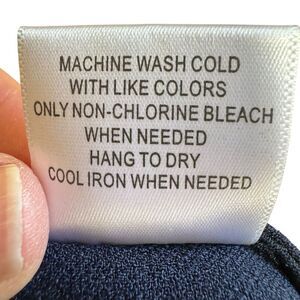 MACHINE WASH COLD
WITH LIKE COLORS
ONLY NON-CHLORINE BLEACH
WHEN NEEDED
HANG TO DRY
COOL IRON WHEN NEEDED